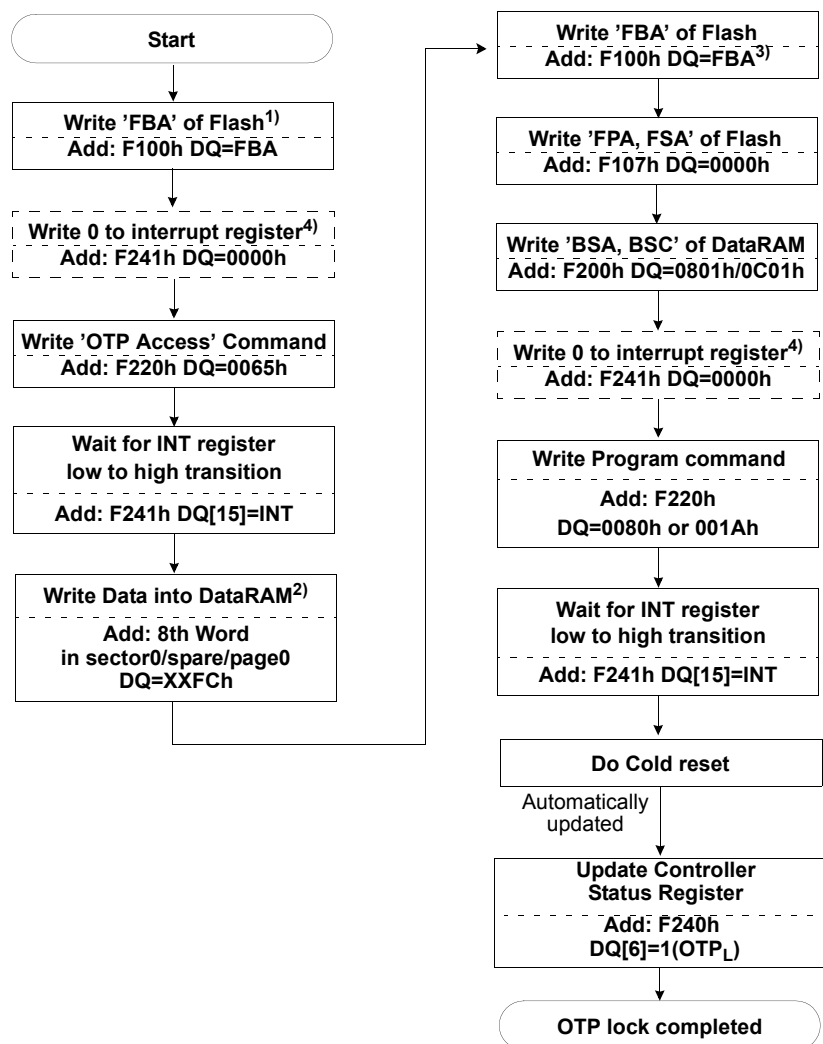 Start
Write ’FBA’ of Flash1)
Add: F100h DQ=FBA
Write 0 to interrupt register4)
Add: F241h DQ=0000h
Write ’OTP Access’ Command
Add: F220h DQ=0065h
Wait for INT register
low to high transition
Add: F241h DQ[15]=INT
Write Data into DataRAM2)
Add: 8th Word
in sector0/spare/page0
DQ=XXFCh
Write ’FBA’ of Flash
Add: F100h DQ=FBA3)
Write ’FPA, FSA’ of Flash
Add: F107h DQ=0000h
Write ’BSA, BSC’ of DataRAM
Add: F200h DQ=0801h/0C01h
Write 0 to interrupt register4)
Add: F241h DQ=0000h
Write Program command
Add: F220h
DQ=0080h or 001Ah
Wait for INT register
low to high transition
Add: F241h DQ[15]=INT
Do Cold reset
Automatically
updated
Update Controller
Status Register
Add: F240h
DQ[6]=1(OTPL)
OTP lock completed